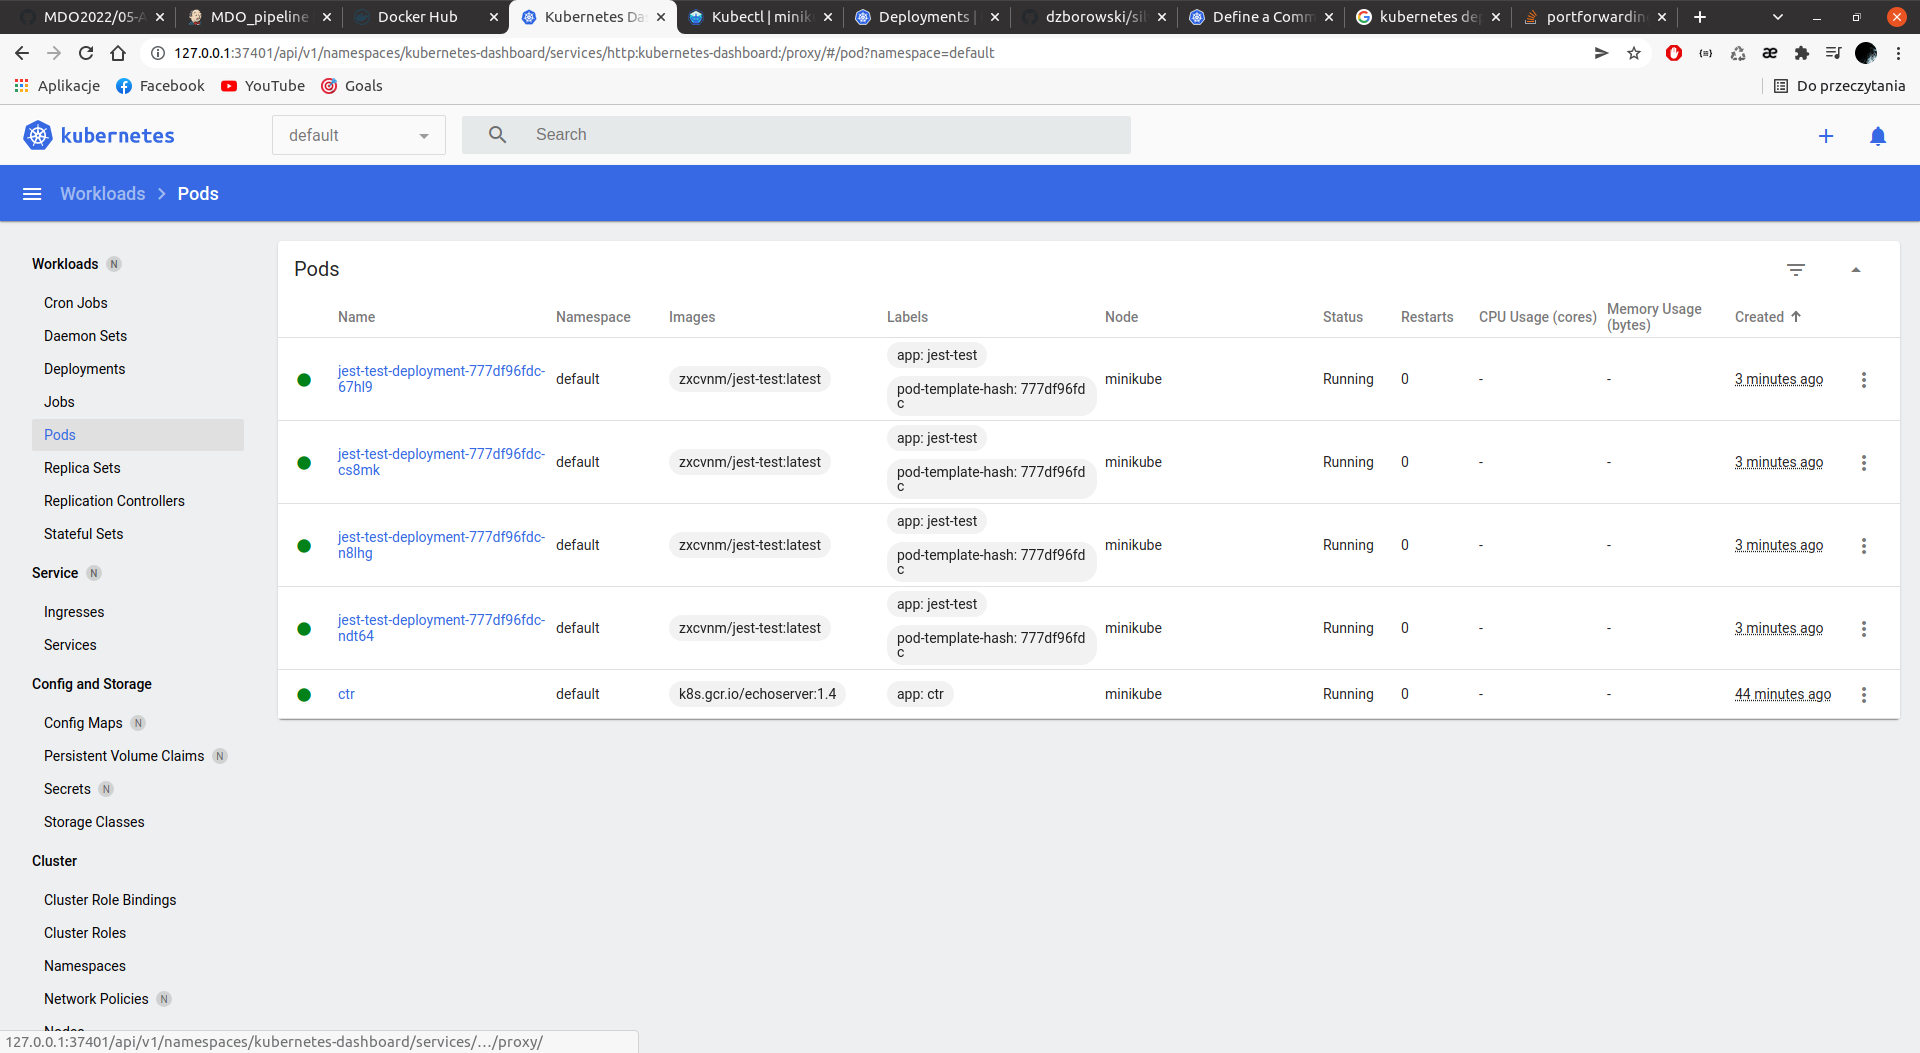 MDO2022/05-A
MDO_pipeline
Docker Hub
Kubernetes Da
Kubectl | minik
Deployments |
dzborowski/sil
Define a Comm
kubernetes de
portforwardin
127.0.0.1:37401/api/v1/namespaces/kubernetes-dashboard/services/http:kubernetes-dashboard:/proxy/#/pod?namespace=default
Aplikacje
Facebook
YouTube
Goals
Do przeczytania
kubernetes
default
Search
Workloads
Pods
Workloads N
Cron Jobs
Daemon Sets
Deployments
Jobs
Pods
Replica Sets
Replication Controllers
Stateful Sets
Service N
Ingresses
Services
Config and Storage
Config Maps N
Persistent Volume Claims N
Secrets N
Storage Classes
Cluster
Cluster Role Bindings
Cluster Roles
Namespaces
Network Policies N
Nodes
Pods
Name
Namespace
Images
Labels
Node
Status
Restarts
CPU Usage (cores)
Memory Usage
(bytes)
Created
jest-test-deployment-777df96fdc-
67hl9
default
zxcvnm/jest-test:latest
app: jest-test
pod-template-hash: 777df96fd
c
minikube
Running
0
-
-
3 minutes ago
jest-test-deployment-777df96fdc-
cs8mk
default
zxcvnm/jest-test:latest
app: jest-test
pod-template-hash: 777df96fd
c
minikube
Running
0
-
-
3 minutes ago
jest-test-deployment-777df96fdc-
n8lhg
default
zxcvnm/jest-test:latest
app: jest-test
pod-template-hash: 777df96fd
c
minikube
Running
0
-
-
3 minutes ago
jest-test-deployment-777df96fdc-
ndt64
default
zxcvnm/jest-test:latest
app: jest-test
pod-template-hash: 777df96fd
c
minikube
Running
0
-
-
3 minutes ago
ctr
default
k8s.gcr.io/echoserver:1.4
app: ctr
minikube
Running
0
-
-
44 minutes ago
127.0.0.1:37401/api/v1/namespaces/kubernetes-dashboard/services/…/proxy/